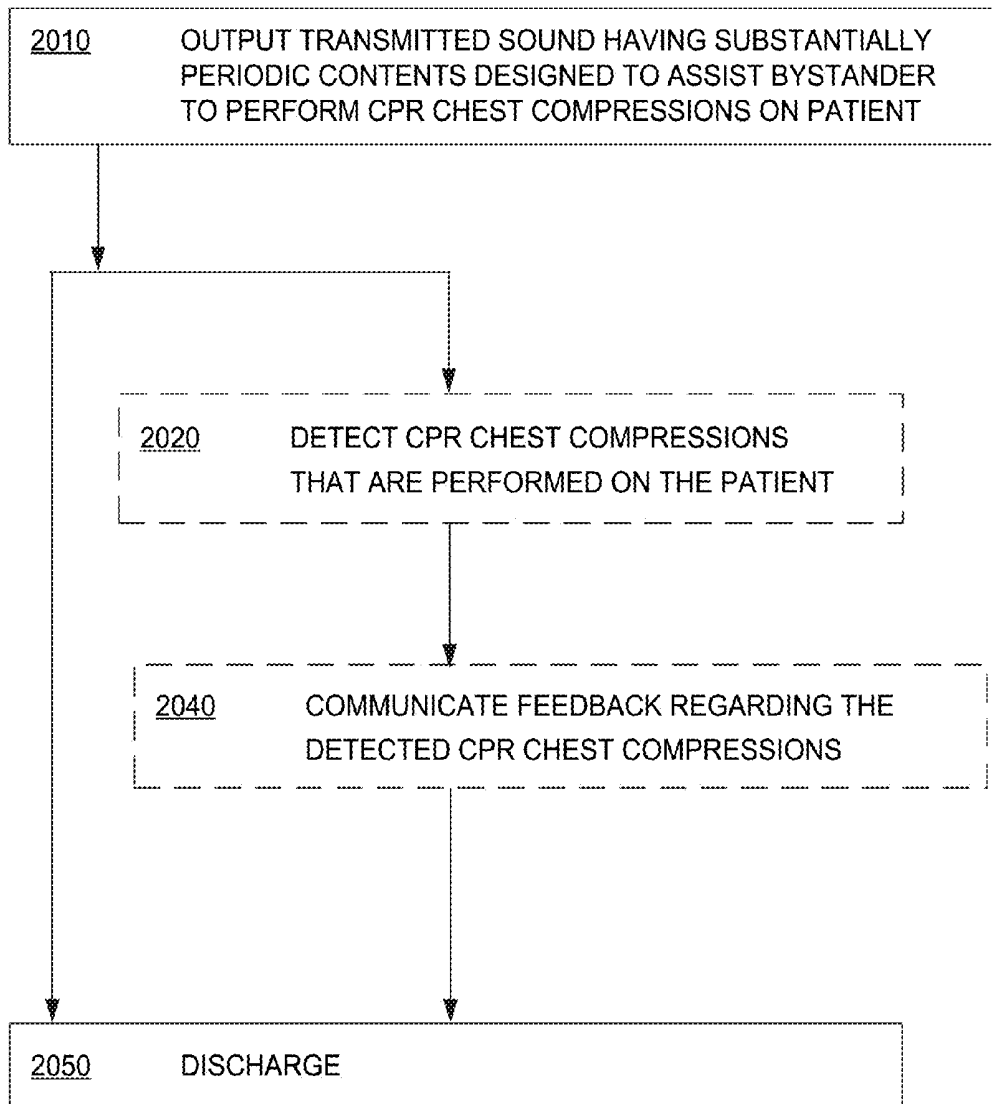 2010 OUTPUT TRANSMITTED SOUND HAVING SUBSTANTIALLY
PERIODIC CONTENTS DESIGNED TO ASSIST BYSTANDER
TO PERFORM CPR CHEST COMPRESSIONS ON PATIENT
2020 DETECT CPR CHEST COMPRESSIONS
THAT ARE PERFORMED ON THE PATIENT
2040 COMMUNICATE FEEDBACK REGARDING THE
DETECTED CPR CHEST COMPRESSIONS
2050 DISCHARGE